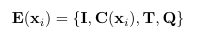 E(xᵢ) = {I, C(xᵢ), T, Q}